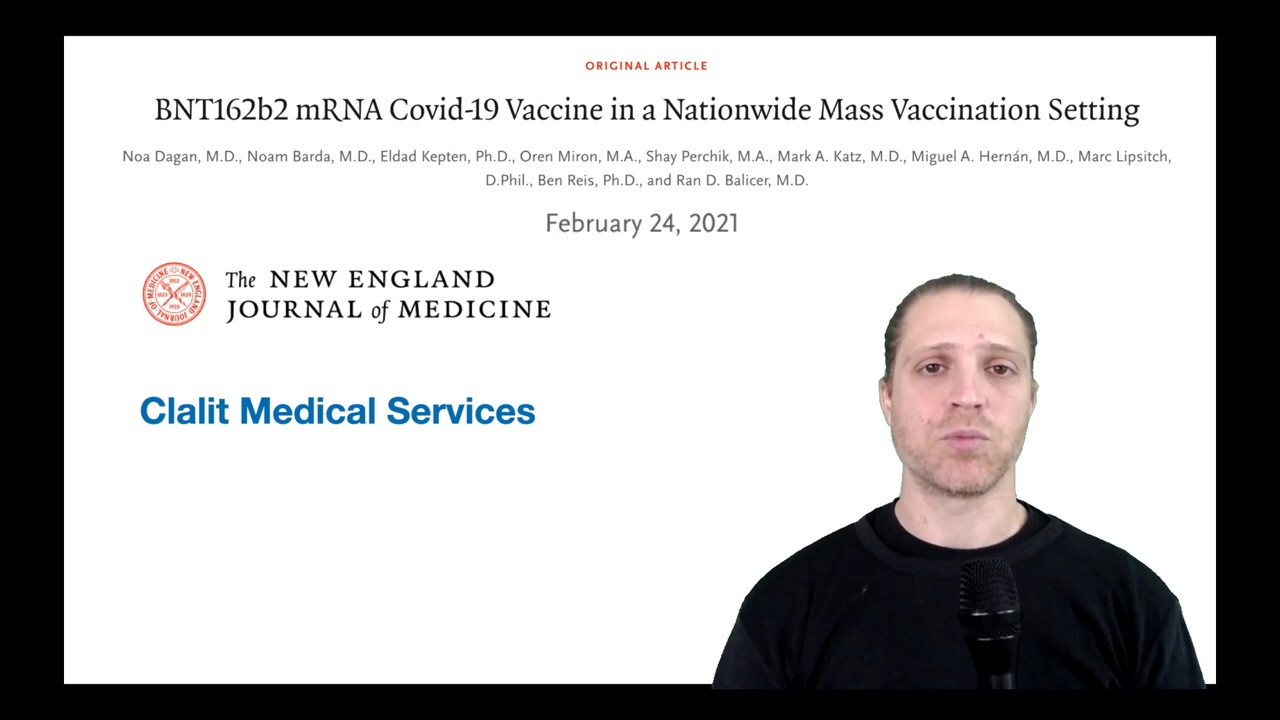 ORIGINAL ARTICLE
BNT162b2 mRNA Covid-19 Vaccine in a Nationwide Mass Vaccination Setting
Noa Dagan, M.D., Noam Barda, M.D., Eldad Kepten, Ph.D., Oren Miron, M.A., Shay Perchik, M.A., Mark A. Katz, M.D., Miguel A. Hernán, M.D., Marc Lipsitch,
D.Phil., Ben Reis, Ph.D., and Ran D. Balicer, M.D.
February 24, 2021
The NEW ENGLAND
JOURNAL of MEDICINE
Clalit Medical Services